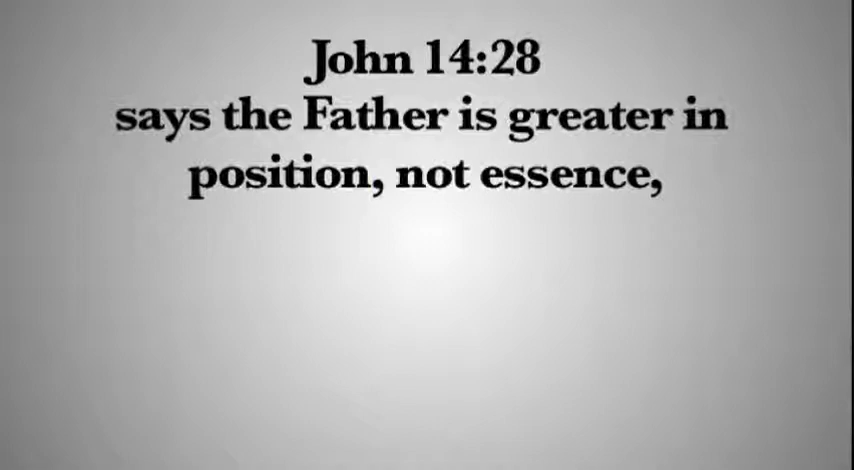 John 14:28
says the Father is greater in
position, not essence,